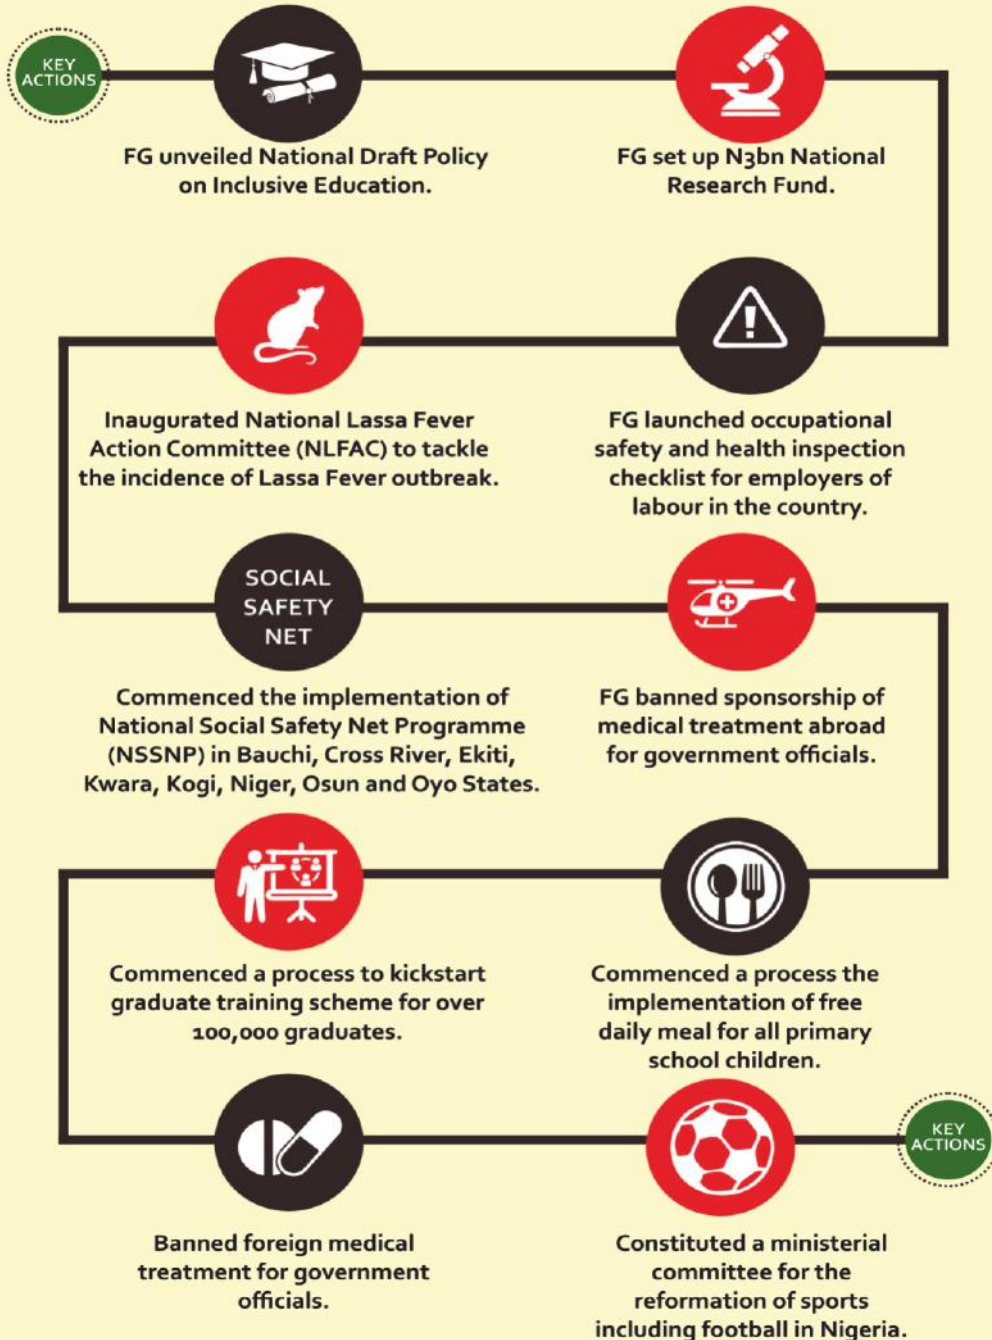 KEY
ACTIONS
FG unveiled National Draft Policy
on Inclusive Education.
FG set up N3bn National
Research Fund.
Inaugurated National Lassa Fever
Action Committee (NLFAC) to tackle
the incidence of Lassa Fever outbreak.
FG launched occupational
safety and health inspection
checklist for employers of
labour in the country.
SOCIAL
SAFETY
NET
Commenced the implementation of
National Social Safety Net Programme
(NSSNP) in Bauchi, Cross River, Ekiti,
Kwara, Kogi, Niger, Osun and Oyo States.
FG banned sponsorship of
medical treatment abroad
for government officials.
Commenced a process to kickstart
graduate training scheme for over
100,000 graduates.
Commenced a process the
implementation of free
daily meal for all primary
school children.
KEY
ACTIONS
Banned foreign medical
treatment for government
officials.
Constituted a ministerial
committee for the
reformation of sports
including football in Nigeria.